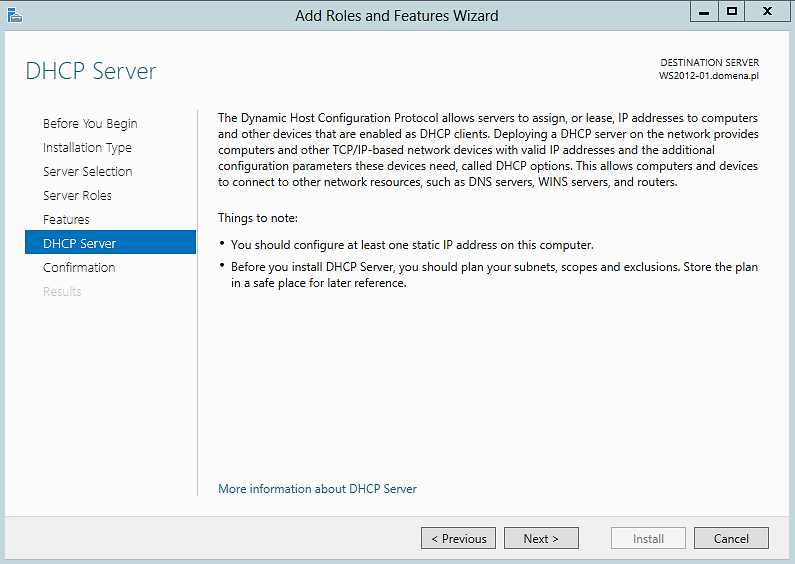 Add Roles and Features Wizard
DHCP Server
DESTINATION SERVER
WS2012-01.domena.pl
Before You Begin
Installation Type
Server Selection
Server Roles
Features
DHCP Server
Confirmation
Results
The Dynamic Host Configuration Protocol allows servers to assign, or lease, IP addresses to computers
and other devices that are enabled as DHCP clients. Deploying a DHCP server on the network provides
computers and other TCP/IP-based network devices with valid IP addresses and the additional
configuration parameters these devices need, called DHCP options. This allows computers and devices
to connect to other network resources, such as DNS servers, WINS servers, and routers.
Things to note:
• You should configure at least one static IP address on this computer.
• Before you install DHCP Server, you should plan your subnets, scopes and exclusions. Store the plan
in a safe place for later reference.
More information about DHCP Server
< Previous
Next >
Install
Cancel